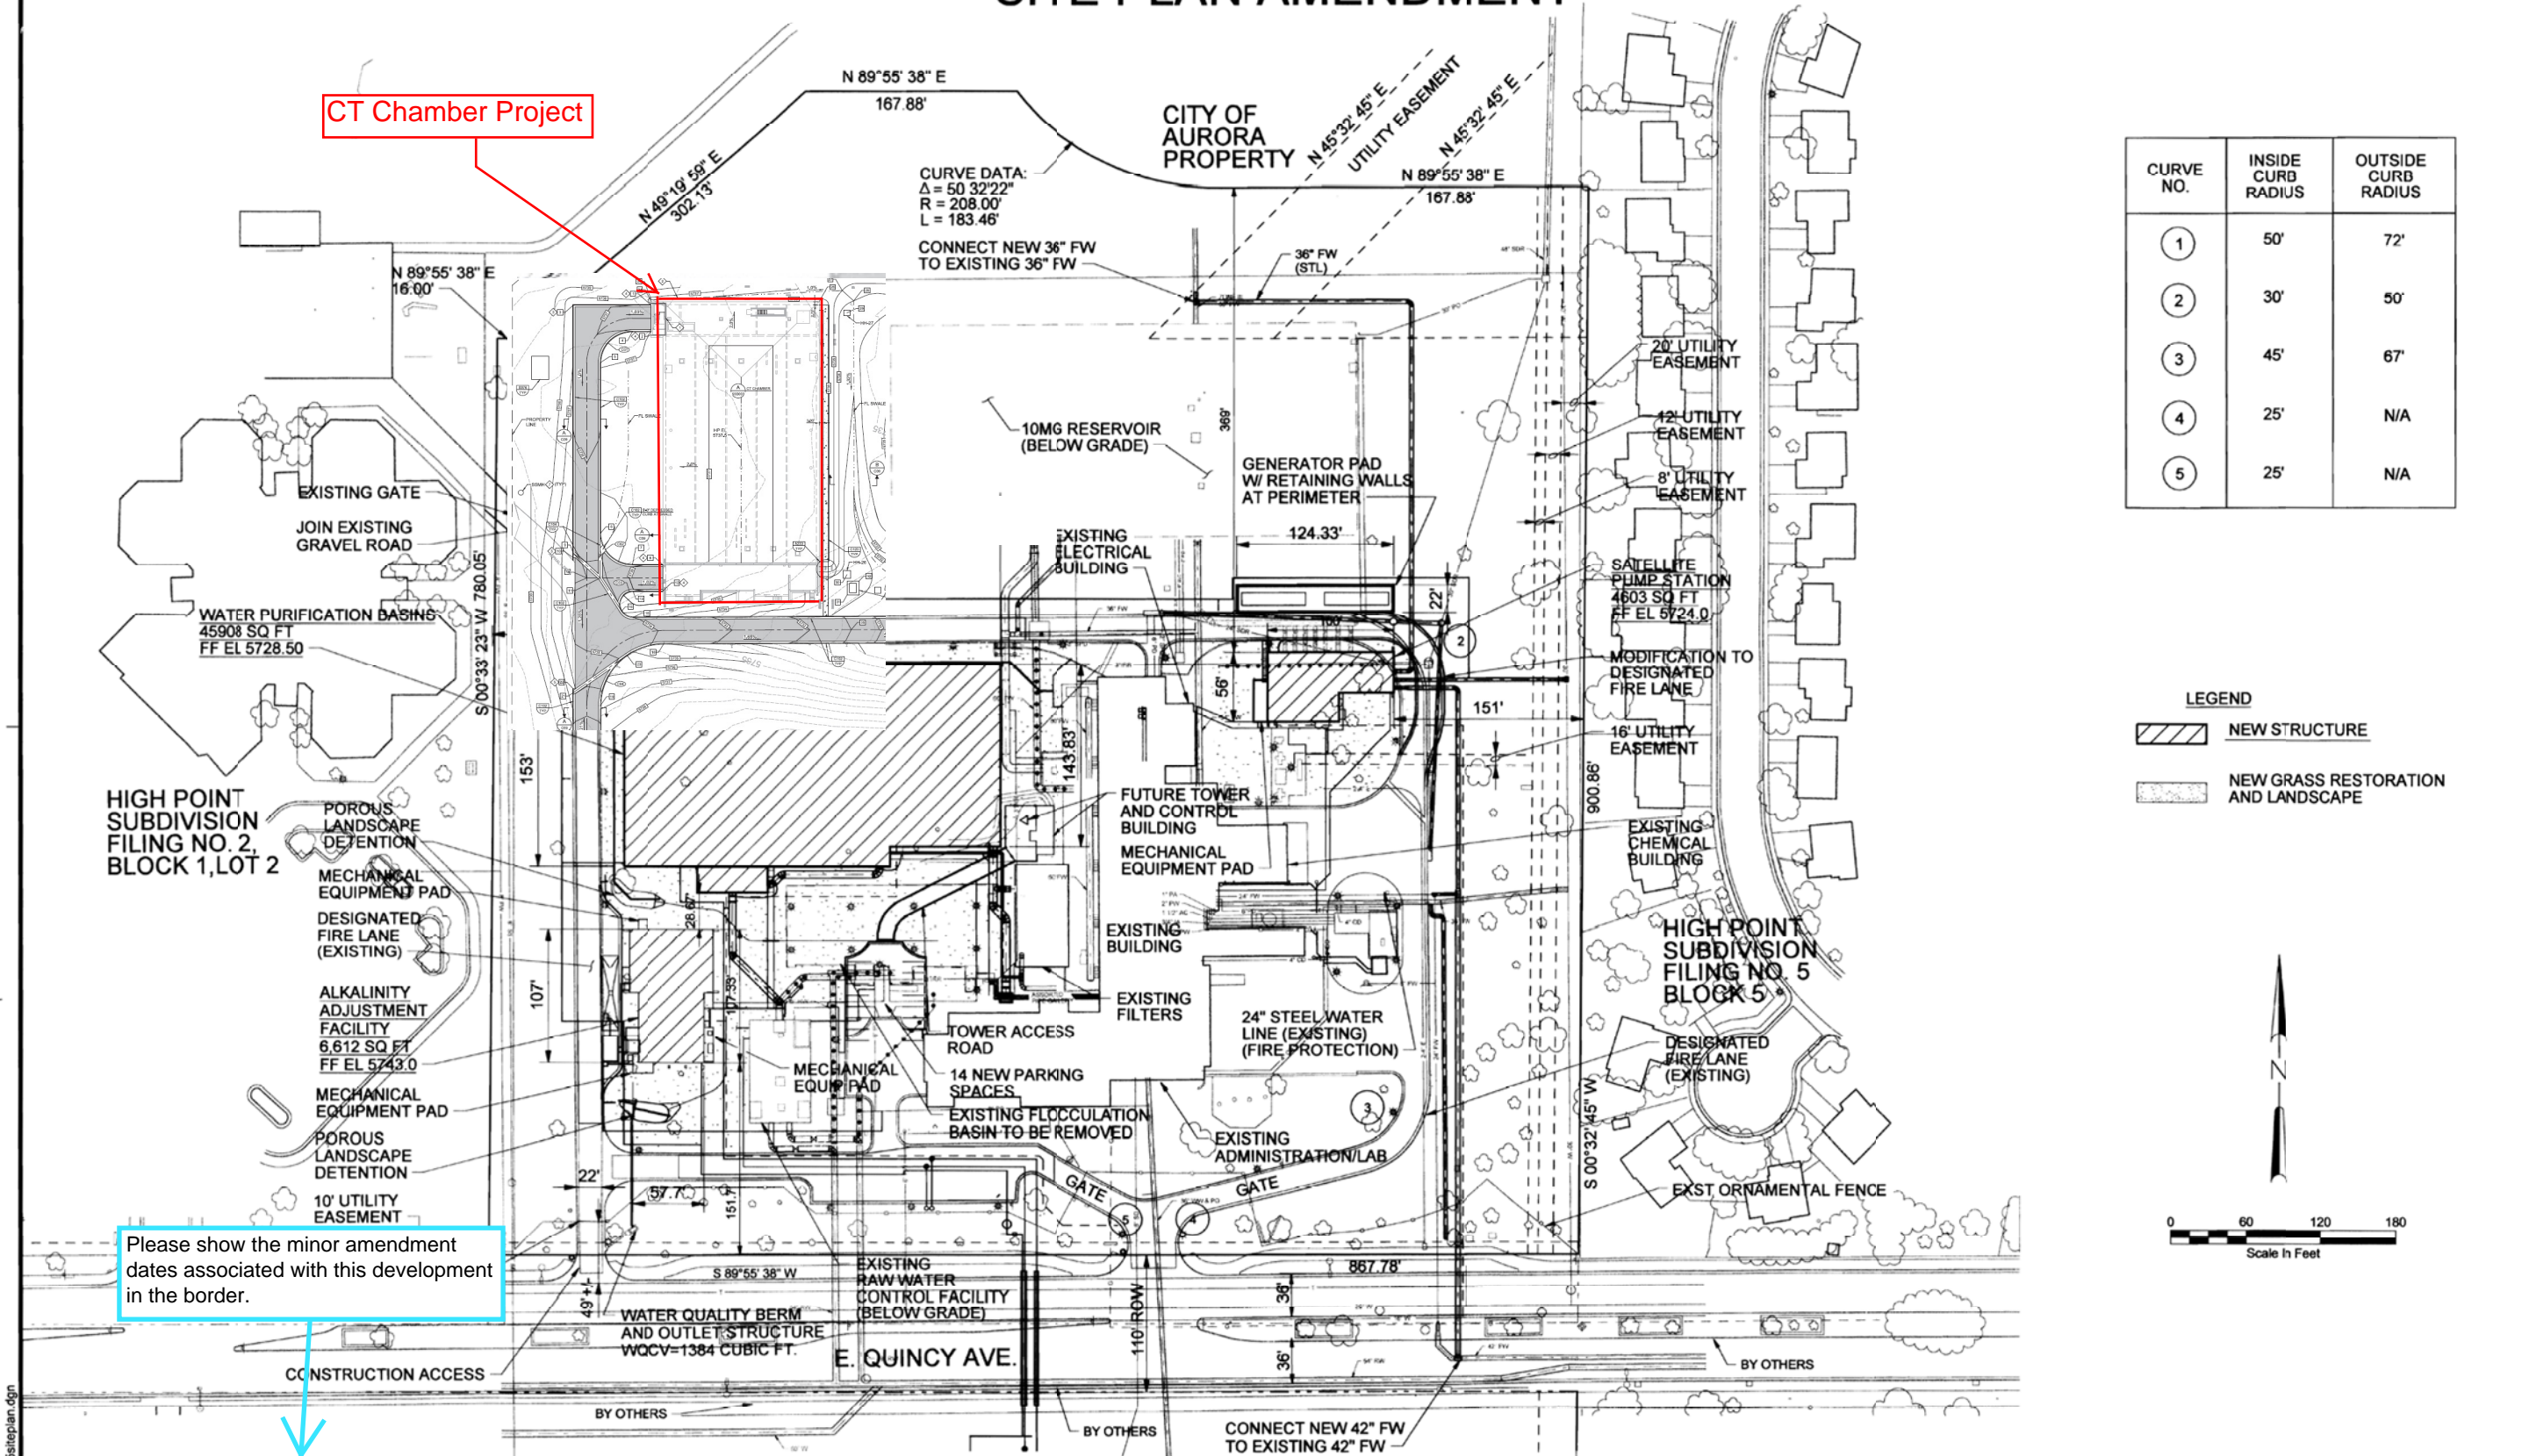 SITE PLAN AMENDMENT
CT Chamber Project
N 89°55' 38" E
167.88'
N 49°19' 59" E
302.13'
CURVE DATA:
Δ = 50 32'22"
R = 208.00'
L = 183.46'
CITY OF
AURORA
PROPERTY
N 45°32' 45" E
UTILITY EASEMENT
N 45°32' 45" E
N 89°55' 38" E
167.88'
CONNECT NEW 36" FW
TO EXISTING 36" FW
36" FW
(STL)
N 89°55' 38" E
16.00'
369'
10MG RESERVOIR
(BELOW GRADE)
20' UTILITY
EASEMENT
12' UTILITY
EASEMENT
8' UTILITY
EASEMENT
GENERATOR PAD
W/ RETAINING WALLS
AT PERIMETER
124.33'
EXISTING GATE
JOIN EXISTING
GRAVEL ROAD
EXISTING
ELECTRICAL
BUILDING
SATELLITE
PUMP STATION
4603 SQ FT
FF EL 5724.0
22'
100'
2
WATER PURIFICATION BASINS
45908 SQ FT
FF EL 5728.50
S 00°33' 23" W 780.05'
MODIFICATION TO
DESIGNATED
FIRE LANE
56'
151'
16' UTILITY
EASEMENT
143.83'
153'
900.86'
HIGH POINT
SUBDIVISION
FILING NO. 2,
BLOCK 1,LOT 2
POROUS
LANDSCAPE
DETENTION
FUTURE TOWER
AND CONTROL
BUILDING
MECHANICAL
EQUIPMENT PAD
EXISTING
CHEMICAL
BUILDING
MECHANICAL
EQUIPMENT PAD
DESIGNATED
FIRE LANE
(EXISTING)
28.67'
EXISTING
BUILDING
HIGH POINT
SUBDIVISION
FILING NO. 5
BLOCK 5
107'
ALKALINITY
ADJUSTMENT
FACILITY
6,612 SQ FT
FF EL 5743.0
EXISTING
FILTERS
24" STEEL WATER
LINE (EXISTING)
(FIRE PROTECTION)
TOWER ACCESS
ROAD
DESIGNATED
FIRE LANE
(EXISTING)
MECHANICAL
EQUIP PAD
14 NEW PARKING
SPACES
MECHANICAL
EQUIPMENT PAD
EXISTING FLOCCULATION
BASIN TO BE REMOVED
3
POROUS
LANDSCAPE
DETENTION
EXISTING
ADMINISTRATION/LAB
S 00°32' 45" W
22'
57.7'
151.7'
GATE
GATE
EXST ORNAMENTAL FENCE
10' UTILITY
EASEMENT
5
4
Please show the minor amendment
dates associated with this development
in the border.
S 89°55' 38" W
867.78'
49'+/-
EXISTING
RAW WATER
CONTROL FACILITY
(BELOW GRADE)
WATER QUALITY BERM
AND OUTLET STRUCTURE
WQCV=1384 CUBIC FT.
E. QUINCY AVE.
110' ROW
36'
36'
CONSTRUCTION ACCESS
BY OTHERS
BY OTHERS
BY OTHERS
CONNECT NEW 42" FW
TO EXISTING 42" FW
CURVE NO. INSIDE CURB RADIUS OUTSIDE CURB RADIUS
1 50' 72'
2 30' 50'
3 45' 67'
4 25' N/A
5 25' N/A
LEGEND
NEW STRUCTURE
NEW GRASS RESTORATION
AND LANDSCAPE
N
0 60 120 180
Scale In Feet
siteplan.dgn